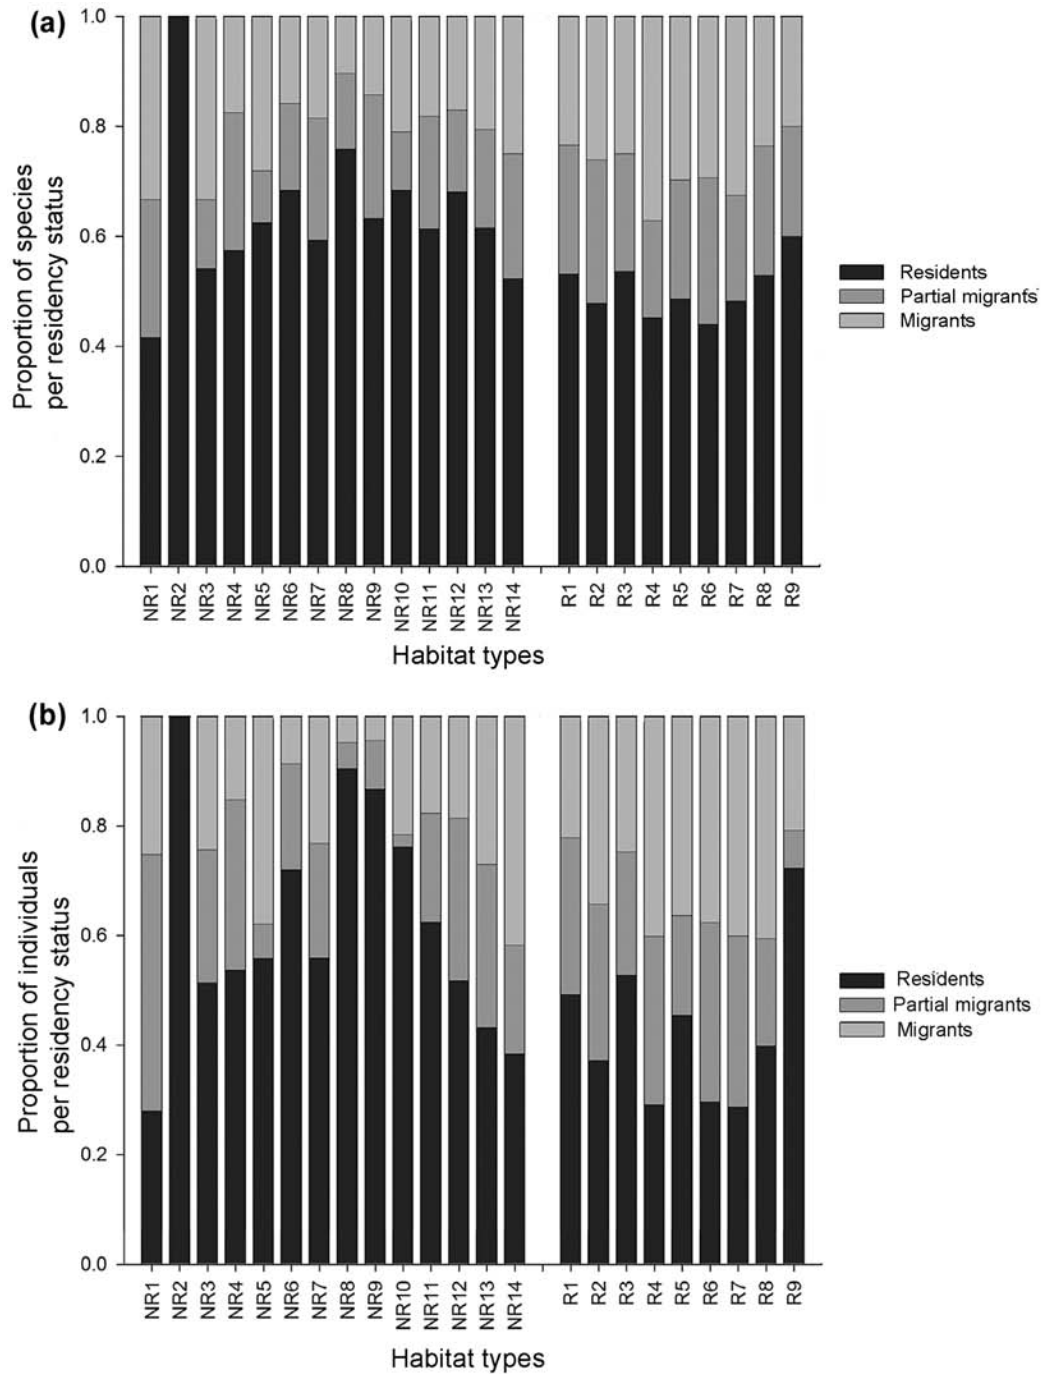 (a)
1.0
0.8
0.6
0.4
0.2
0.0
Proportion of species
per residency status
NR1
NR2
NR3
NR4
NR5
NR6
NR7
NR8
NR9
NR10
NR11
NR12
NR13
NR14
R1
R2
R3
R4
R5
R6
R7
R8
R9
Habitat types
Residents
Partial migrants
Migrants
(b)
1.0
0.8
0.6
0.4
0.2
0.0
Proportion of individuals
per residency status
NR1
NR2
NR3
NR4
NR5
NR6
NR7
NR8
NR9
NR10
NR11
NR12
NR13
NR14
R1
R2
R3
R4
R5
R6
R7
R8
R9
Habitat types
Residents
Partial migrants
Migrants